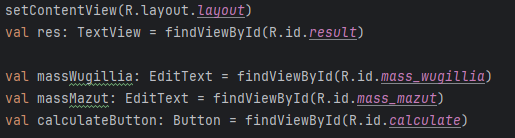 setContentView(R.layout.layout)
val res: TextView = findViewById(R.id.result)
val massWugillia: EditText = findViewById(R.id.mass_wugillia)
val massMazut: EditText = findViewById(R.id.mass_mazut)
val calculateButton: Button = findViewById(R.id.calculate)